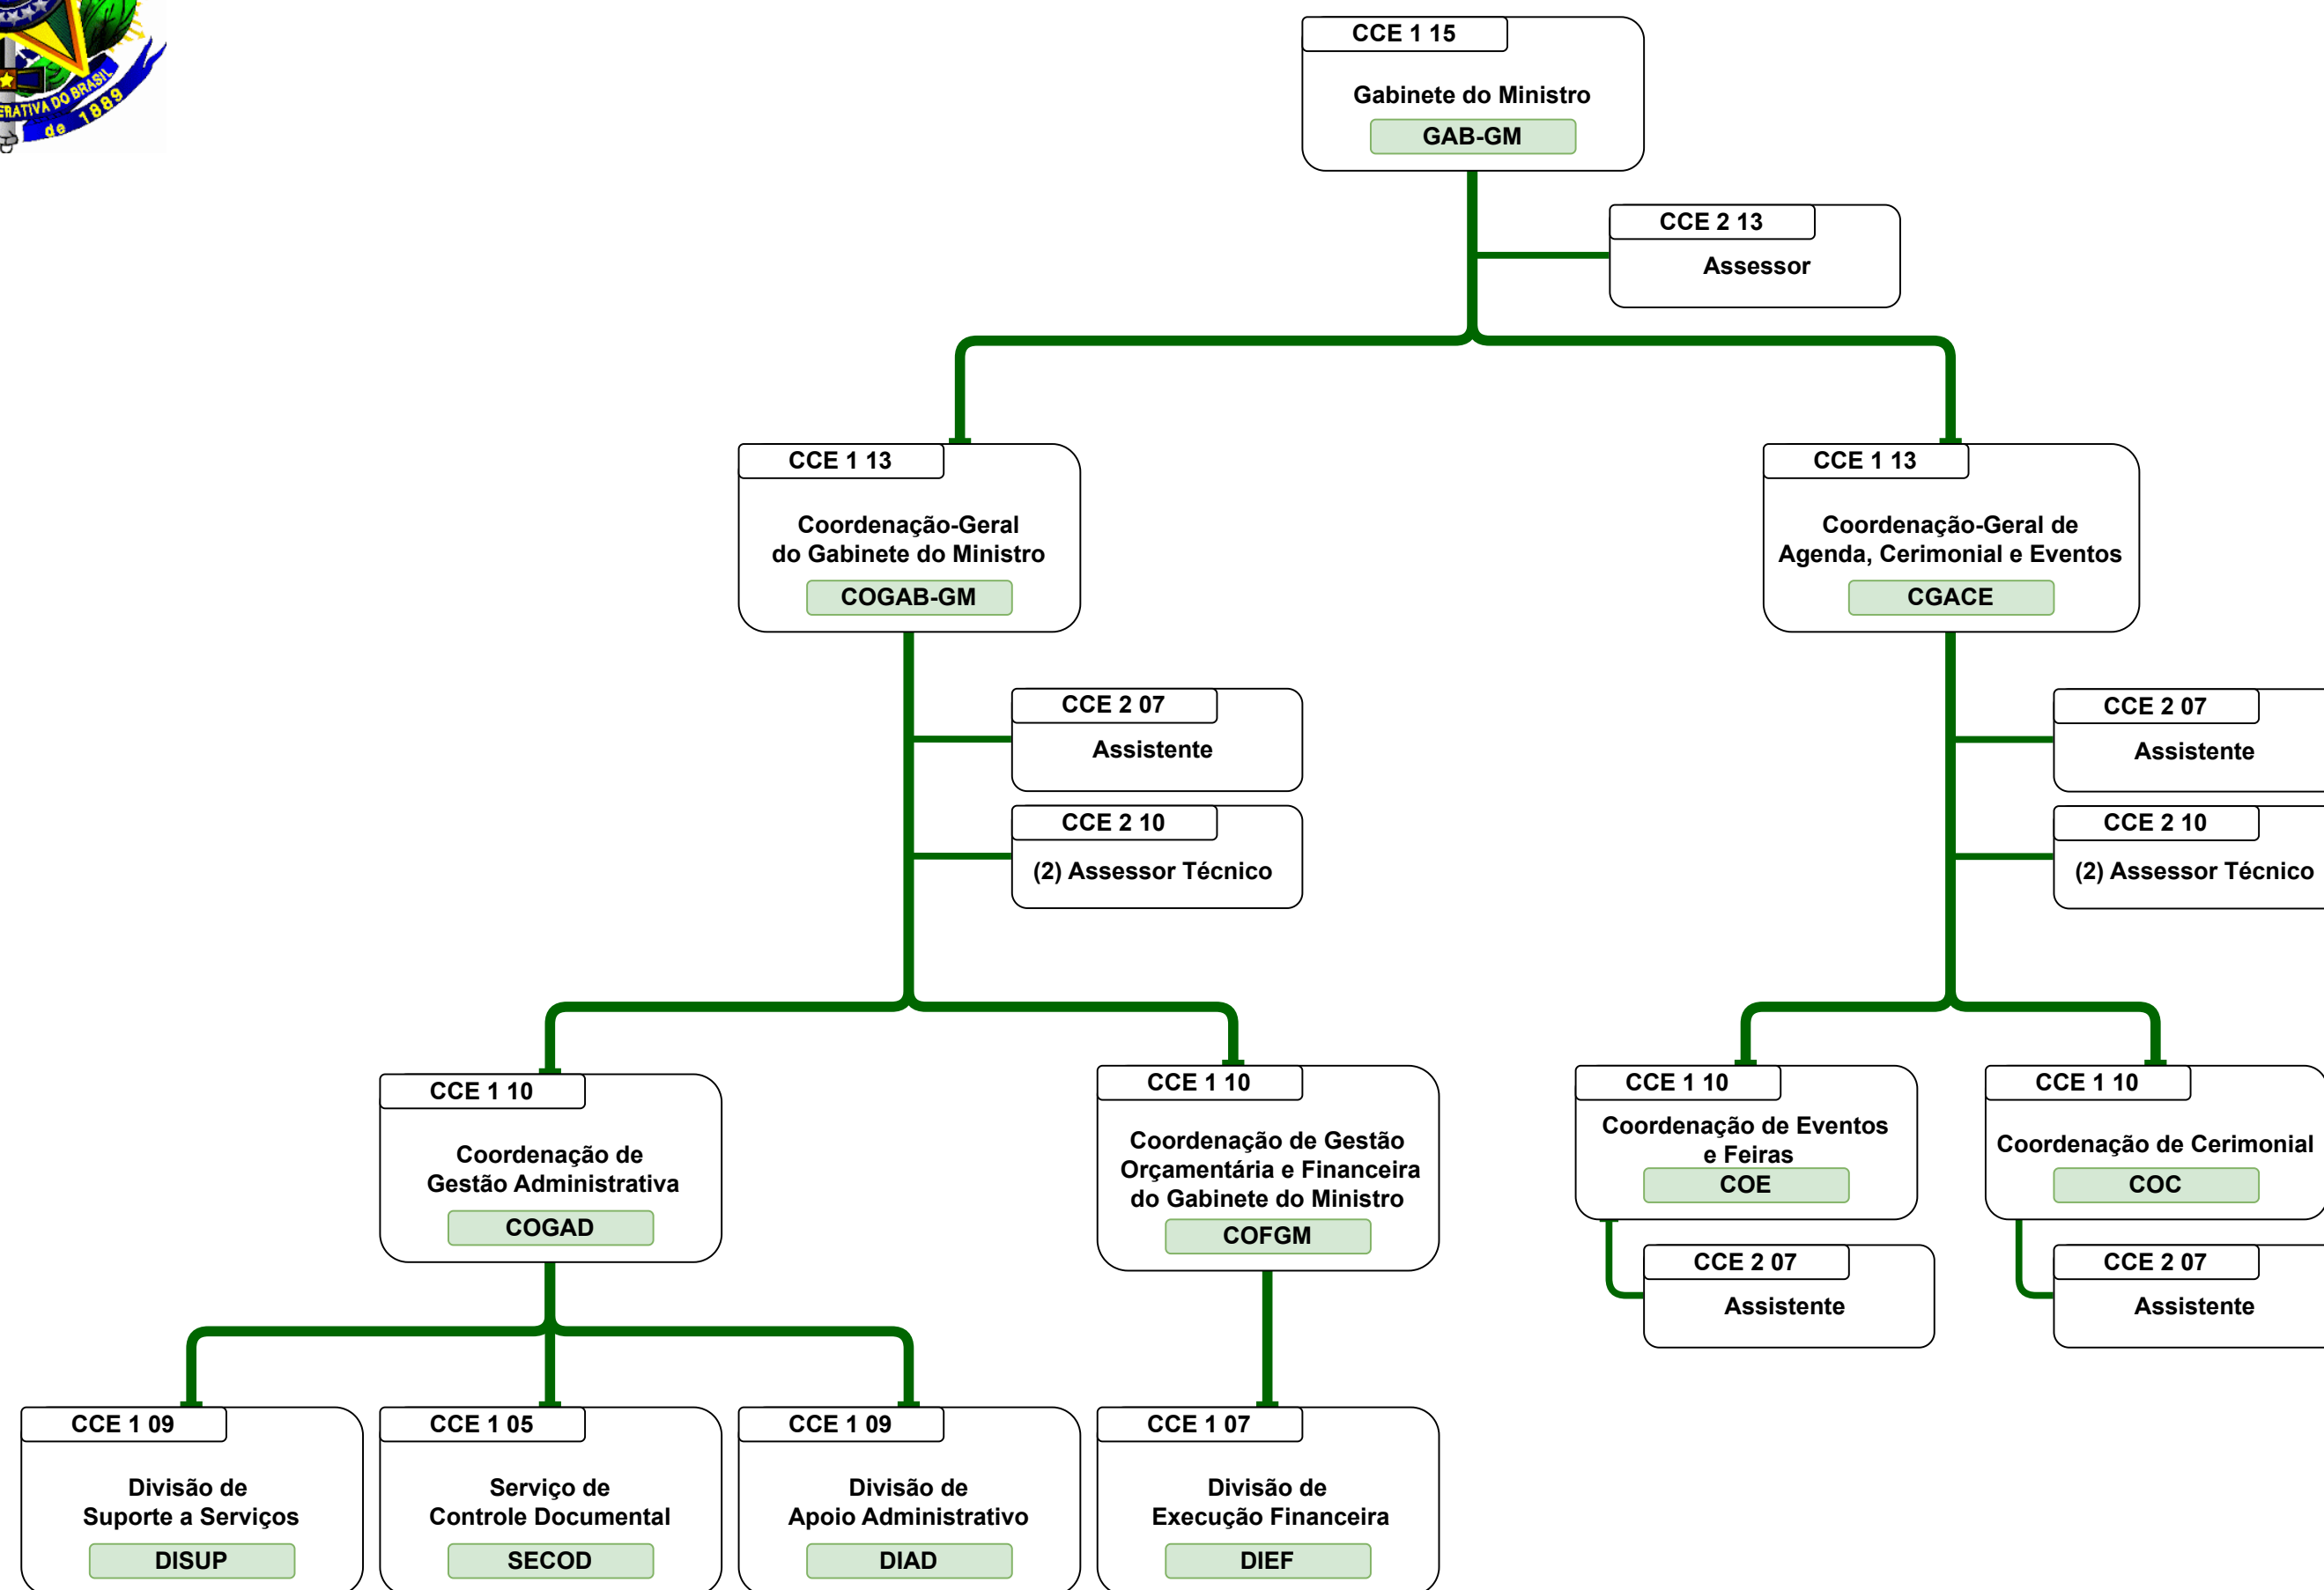 ERATIVA DO BRASIL
de 1889
CCE 1 15
Gabinete do Ministro
GAB-GM
CCE 2 13
Assessor
CCE 1 13
Coordenação-Geral
do Gabinete do Ministro
COGAB-GM
CCE 1 13
Coordenação-Geral de
Agenda, Cerimonial e Eventos
CGACE
CCE 2 07
Assistente
CCE 2 10
(2) Assessor Técnico
CCE 2 07
Assistente
CCE 2 10
(2) Assessor Técnico
CCE 1 10
Coordenação de
Gestão Administrativa
COGAD
CCE 1 10
Coordenação de Gestão
Orçamentária e Financeira
do Gabinete do Ministro
COFGM
CCE 1 10
Coordenação de Eventos
e Feiras
COE
CCE 2 07
Assistente
CCE 1 10
Coordenação de Cerimonial
COC
CCE 2 07
Assistente
CCE 1 09
Divisão de
Suporte a Serviços
DISUP
CCE 1 05
Serviço de
Controle Documental
SECOD
CCE 1 09
Divisão de
Apoio Administrativo
DIAD
CCE 1 07
Divisão de
Execução Financeira
DIEF